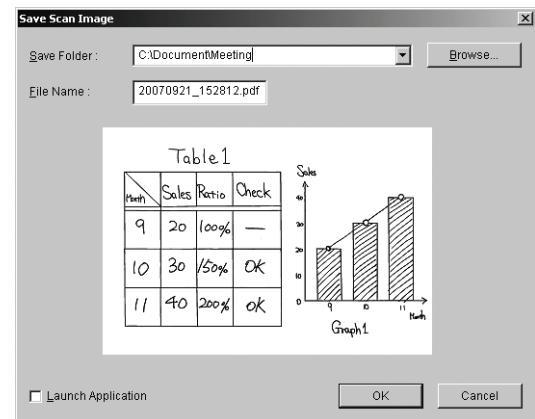 Save Scan Image
Save Folder : C:\Document\Meeting Browse...
File Name : 20070921_152812.pdf
Table 1
Month Sales Ratio Check
9 20 100% —
10 30 150% OK
11 40 200% OK
Sales
40
30
20
10
0
9 10 11 Month
Graph 1
Launch Application OK Cancel